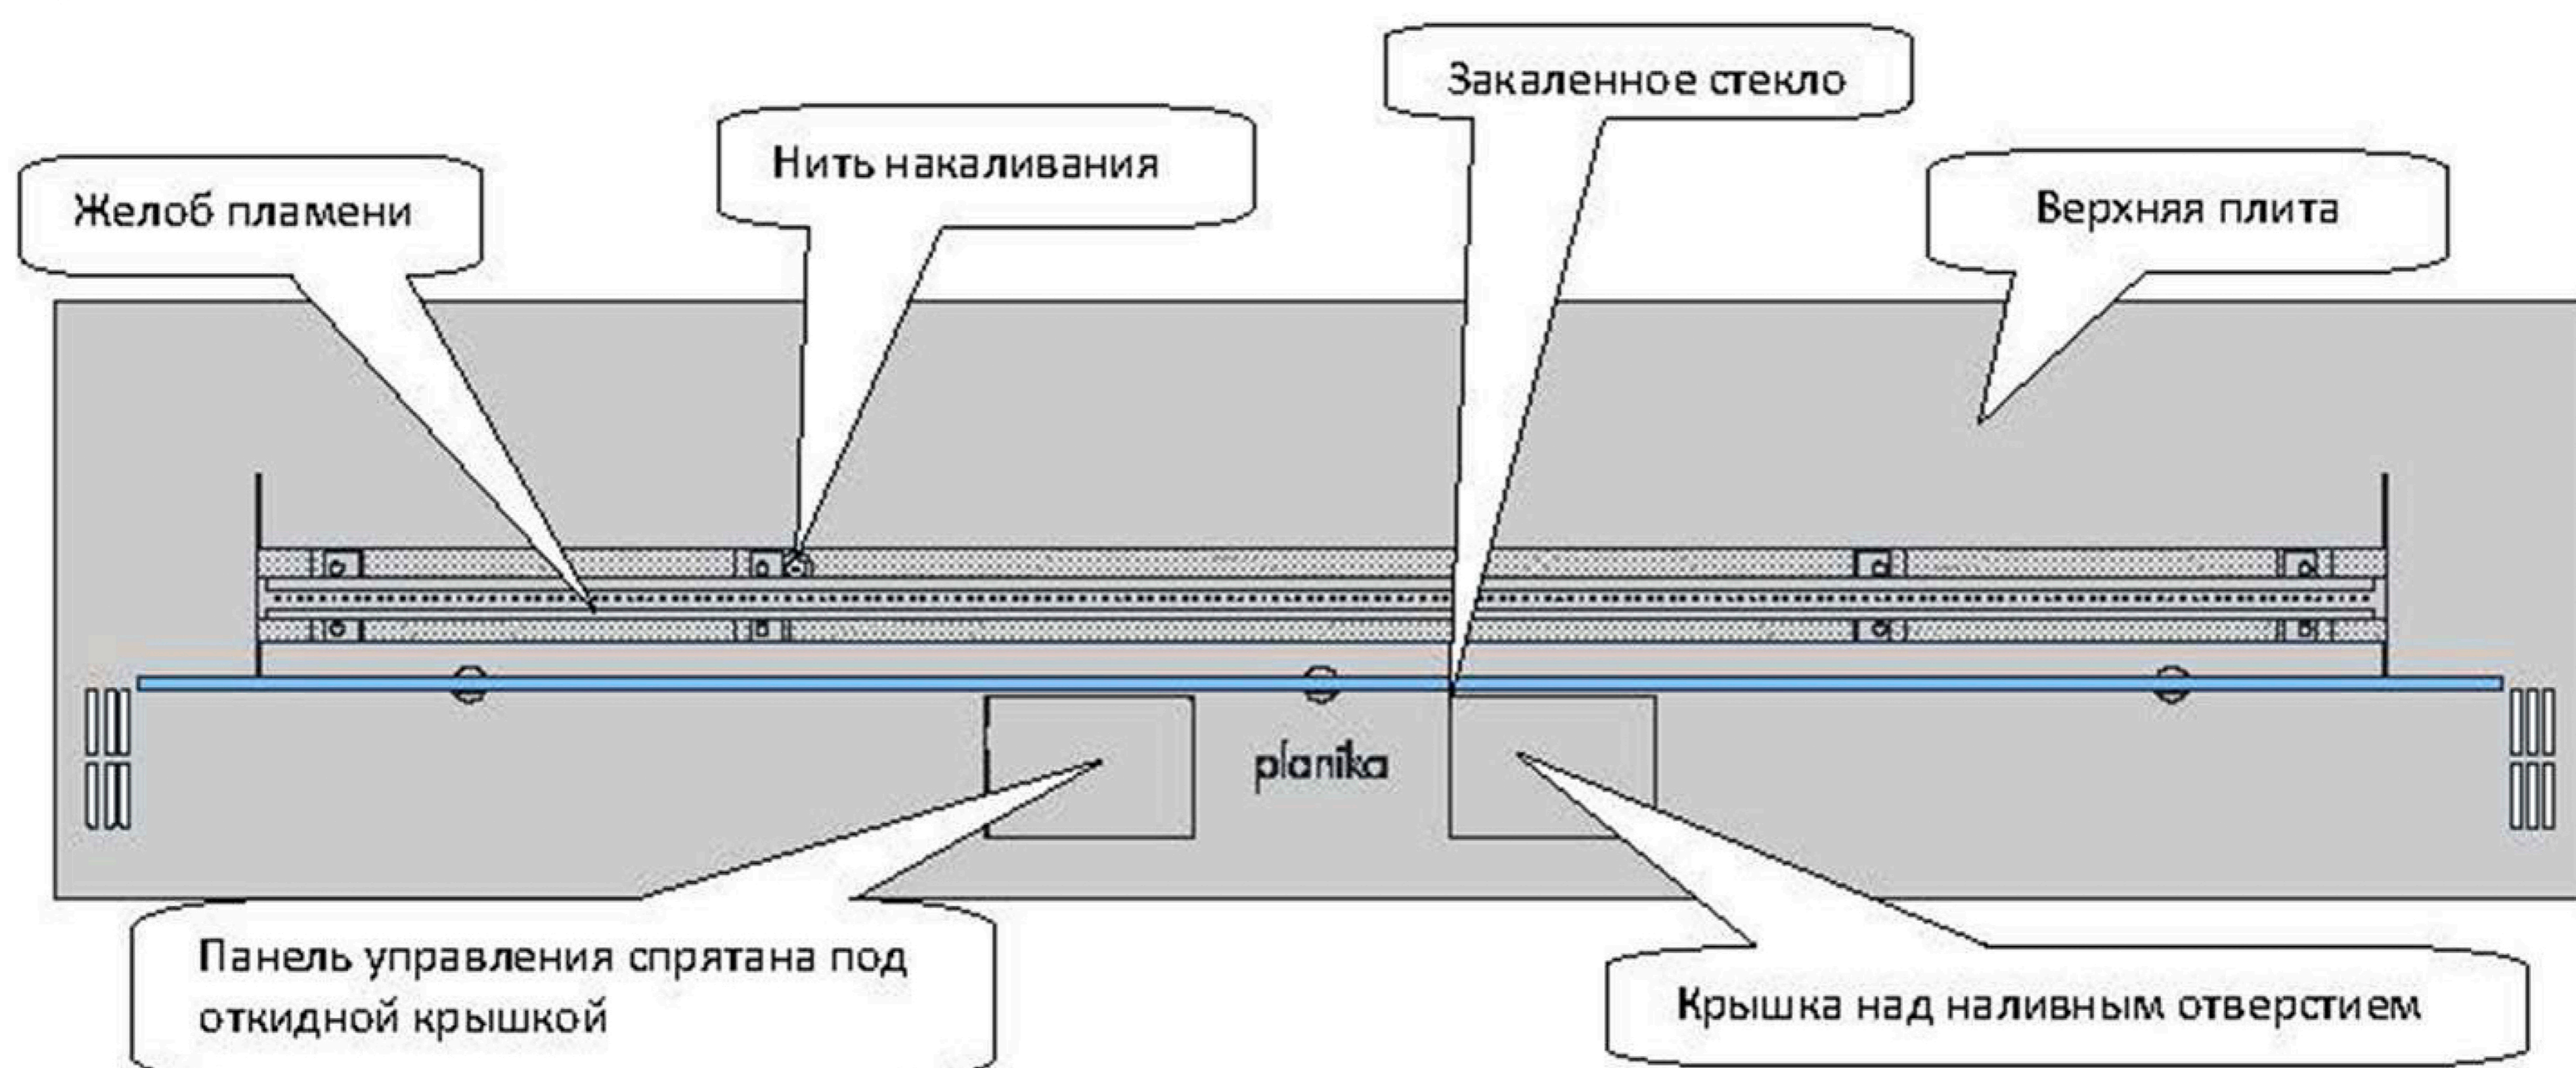 Закаленное стекло
Нить накаливания
Желоб пламени
Верхняя плита
planika
Панель управления спрятана под
откидной крышкой
Крышка над наливным отверстием